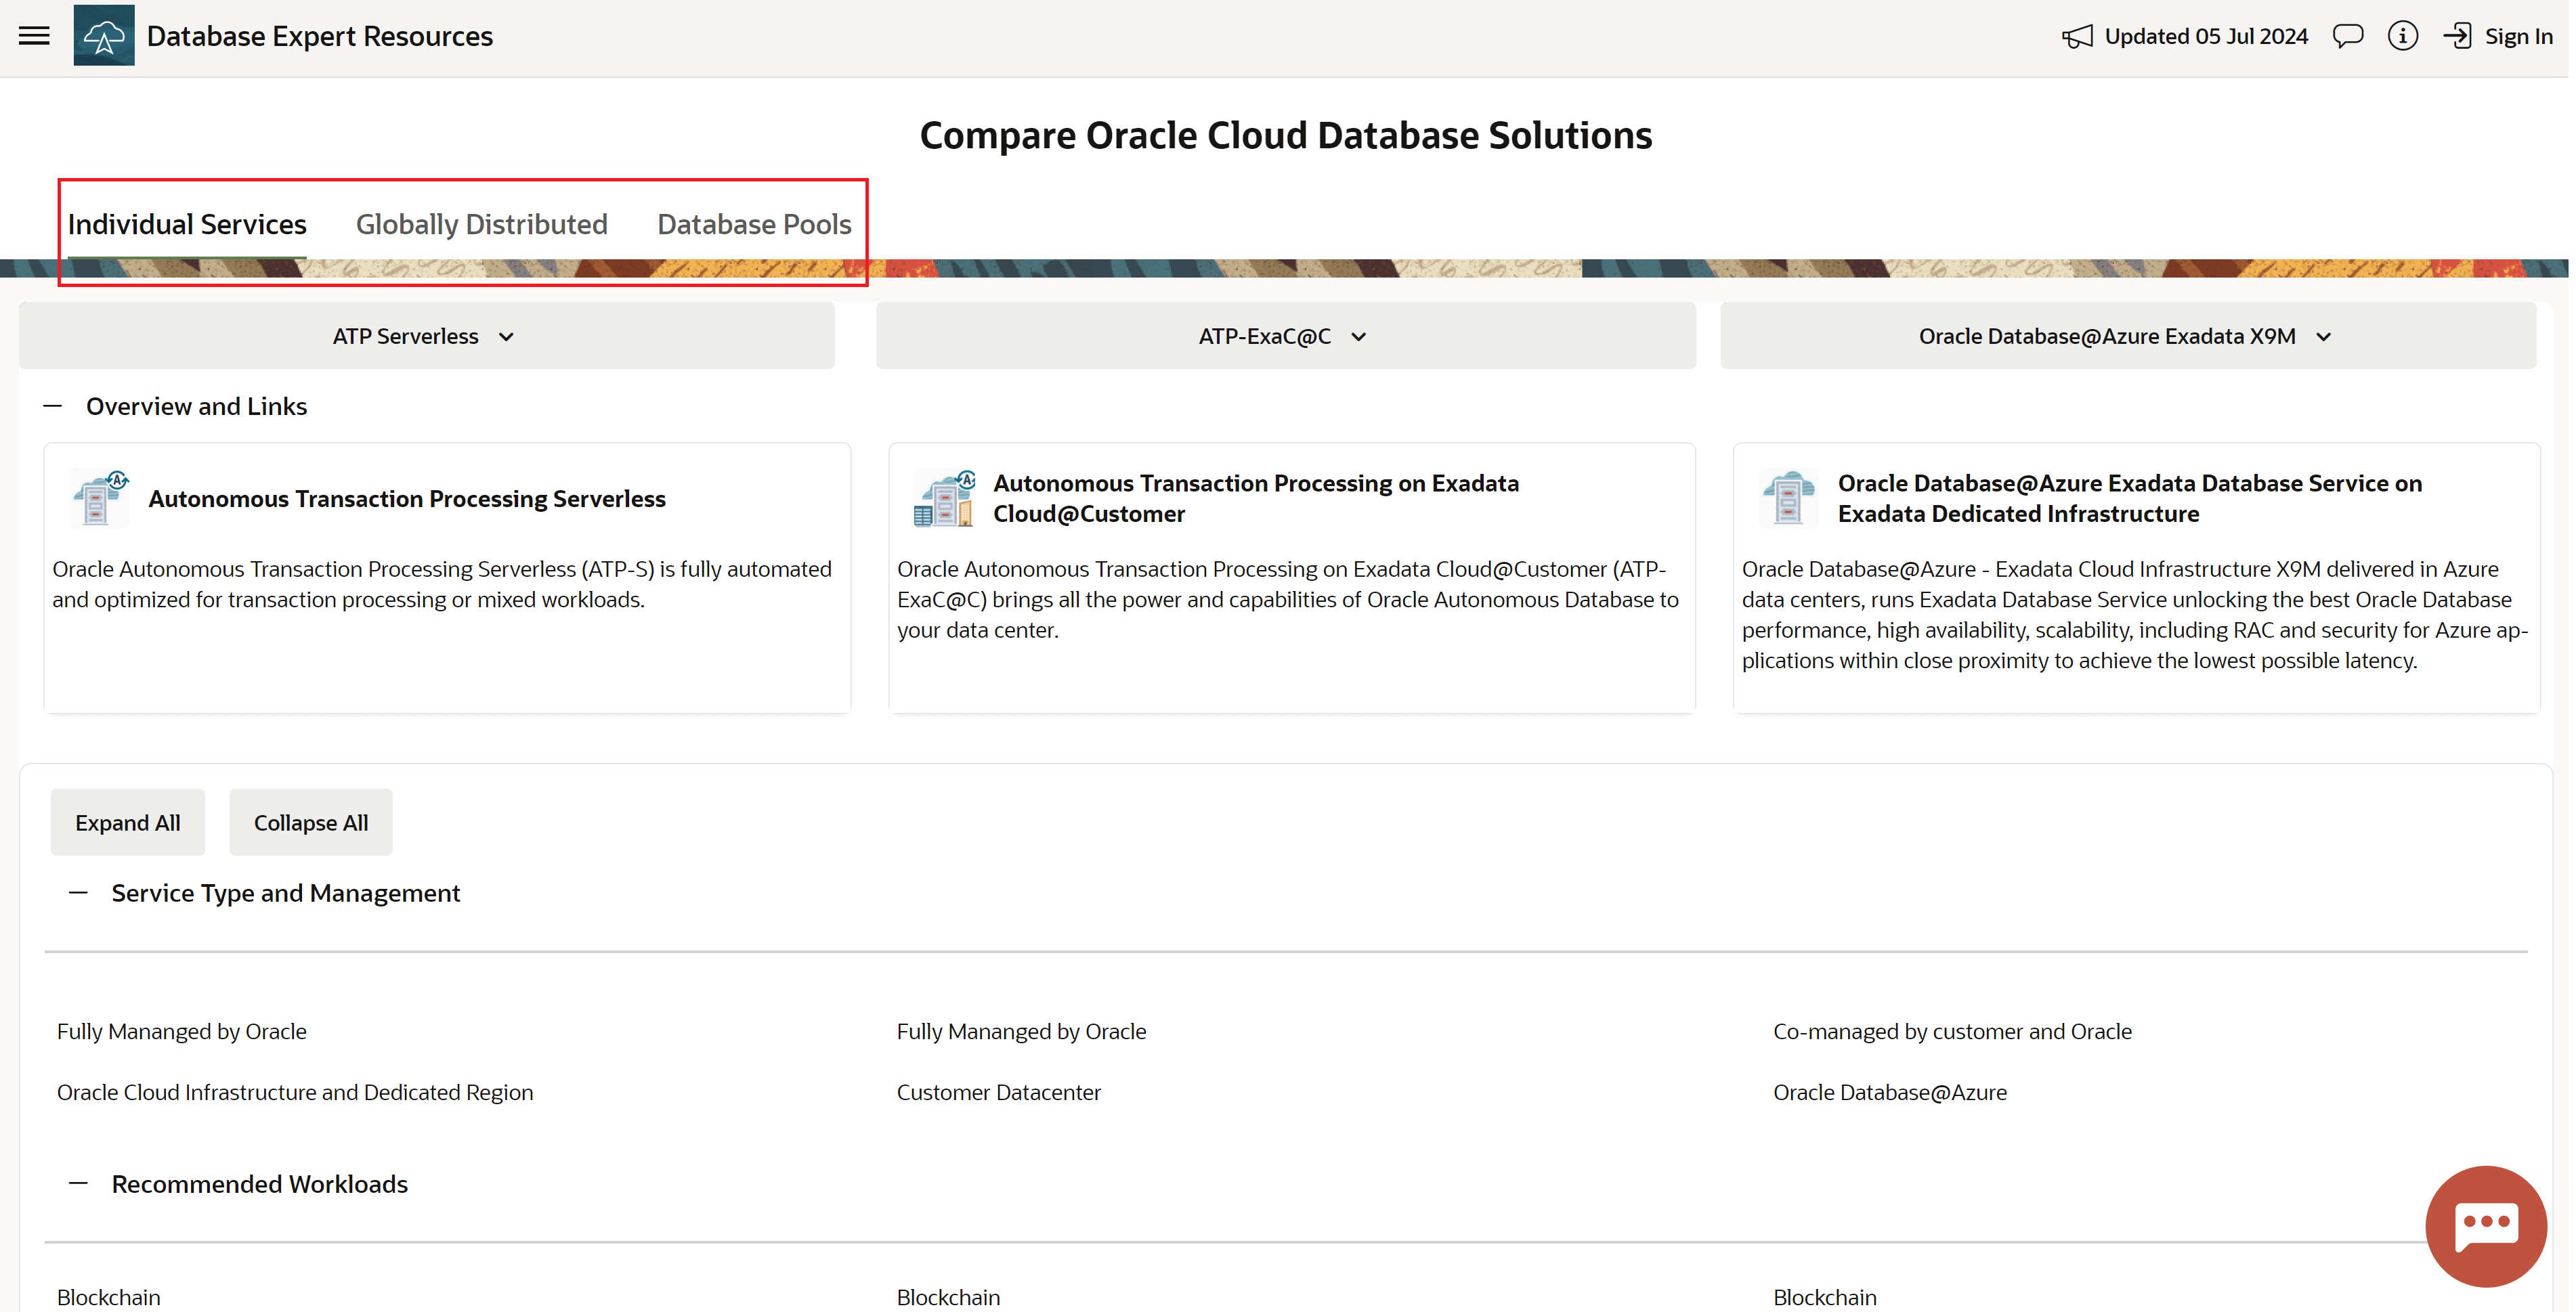 Database Expert Resources
Updated 05 Jul 2024
Sign In
Compare Oracle Cloud Database Solutions
Individual Services
Globally Distributed
Database Pools
ATP Serverless
ATP-ExaC@C
Oracle Database@Azure Exadata X9M
Overview and Links
Autonomous Transaction Processing Serverless
Oracle Autonomous Transaction Processing Serverless (ATP-S) is fully automated
and optimized for transaction processing or mixed workloads.
Autonomous Transaction Processing on Exadata
Cloud@Customer
Oracle Autonomous Transaction Processing on Exadata Cloud@Customer (ATP-
ExaC@C) brings all the power and capabilities of Oracle Autonomous Database to
your data center.
Oracle Database@Azure Exadata Database Service on
Exadata Dedicated Infrastructure
Oracle Database@Azure - Exadata Cloud Infrastructure X9M delivered in Azure
data centers, runs Exadata Database Service unlocking the best Oracle Database
performance, high availability, scalability, including RAC and security for Azure ap-
plications within close proximity to achieve the lowest possible latency.
Expand All
Collapse All
Service Type and Management
Fully Mananged by Oracle
Fully Mananged by Oracle
Co-managed by customer and Oracle
Oracle Cloud Infrastructure and Dedicated Region
Customer Datacenter
Oracle Database@Azure
Recommended Workloads
Blockchain
Blockchain
Blockchain